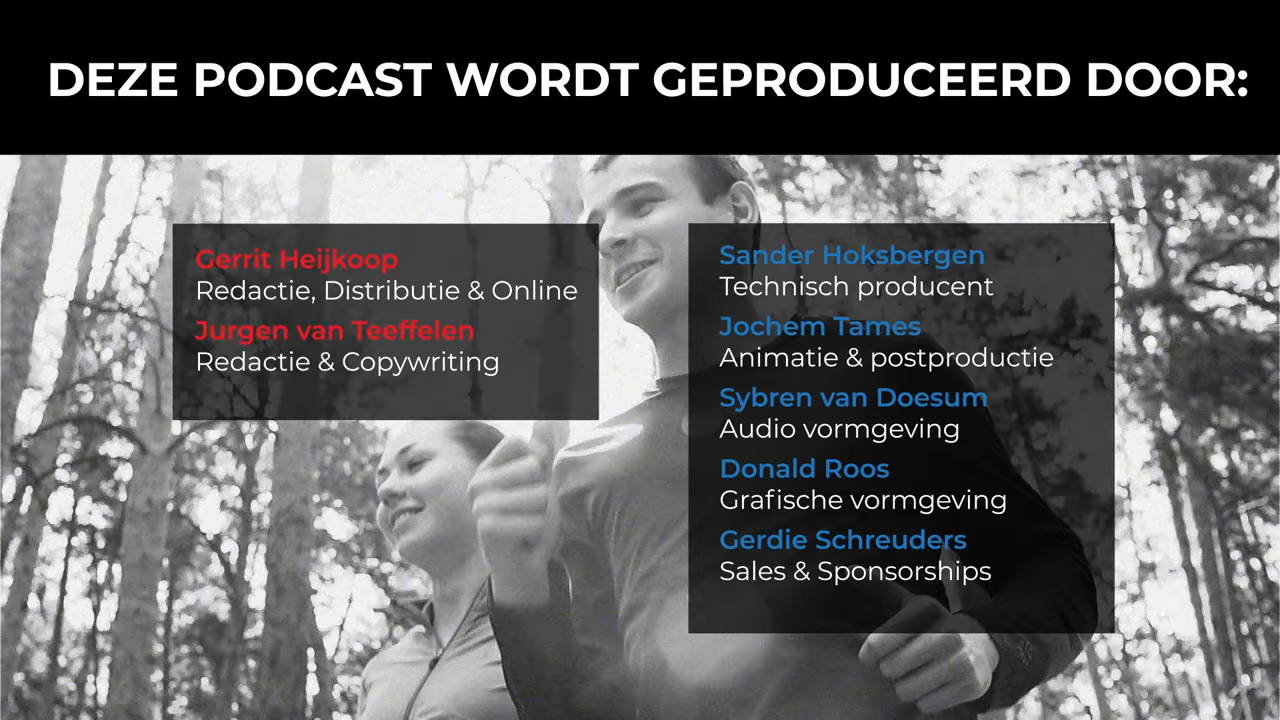 DEZE PODCAST WORDT GEPRODUCEERD DOOR:
Gerrit Heijkoop
Redactie, Distributie & Online
Jurgen van Teeffelen
Redactie & Copywriting
Sander Hoksbergen
Technisch producent
Jochem Tames
Animatie & postproductie
Sybren van Doesum
Audio vormgeving
Donald Roos
Grafische vormgeving
Gerdie Schreuders
Sales & Sponsorships